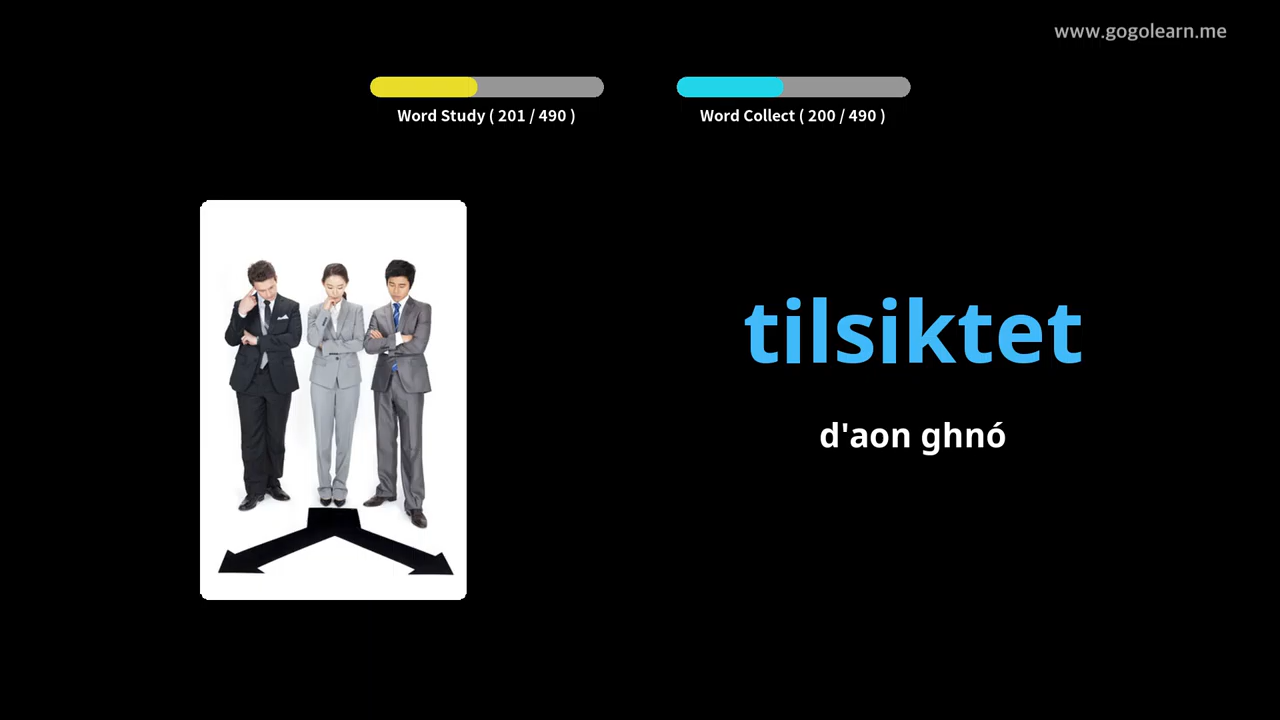 www.gogolearn.me
Word Study ( 201 / 490 )
Word Collect ( 200 / 490 )
tilsiktet
d'aon ghnó